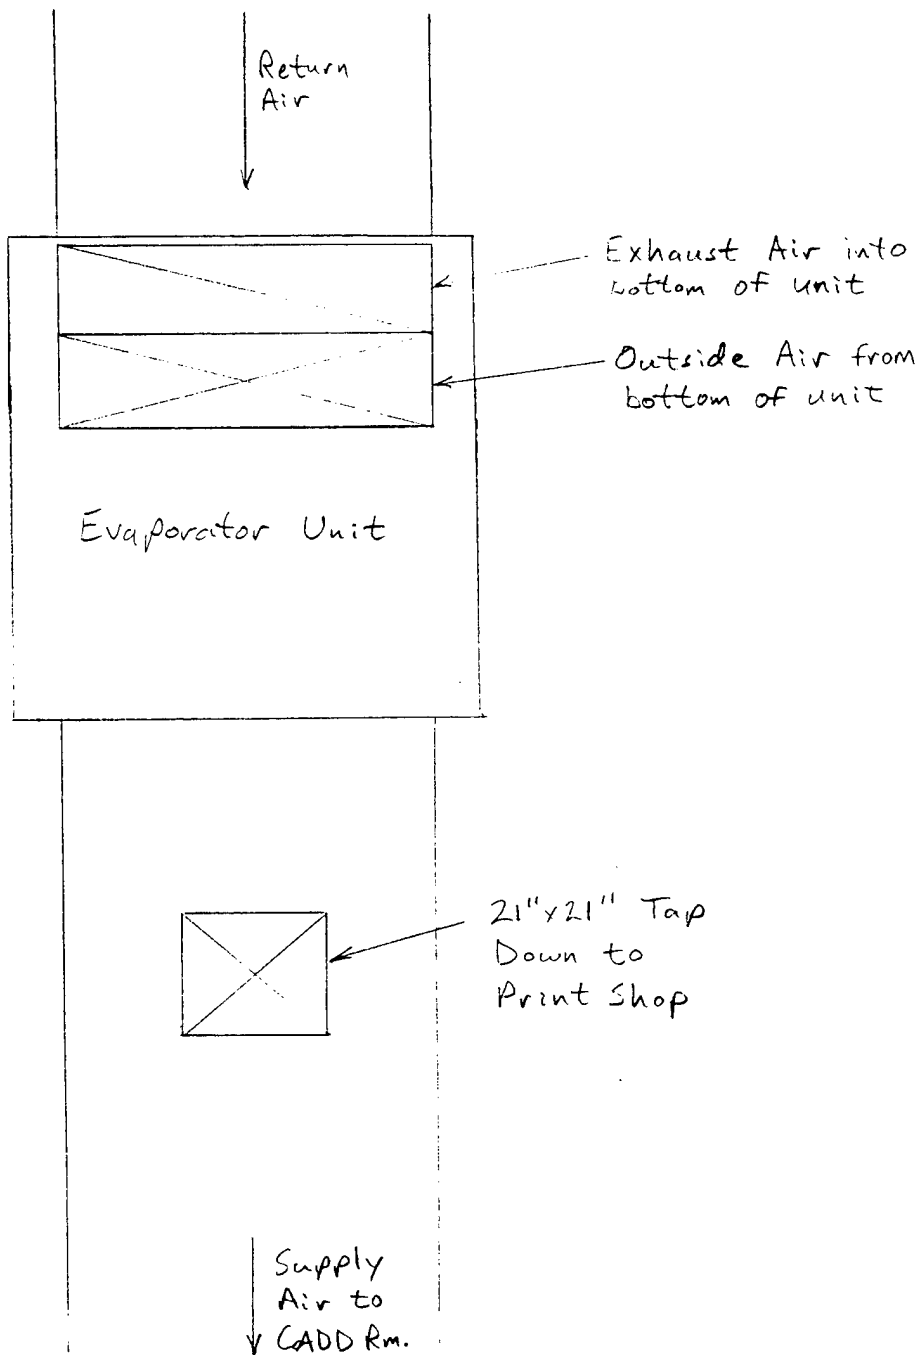 Return
Air
Exhaust Air into
bottom of unit
Outside Air from
bottom of unit
Evaporator Unit
21"x21" Tap
Down to
Print Shop
Supply
Air to
CADD Rm.